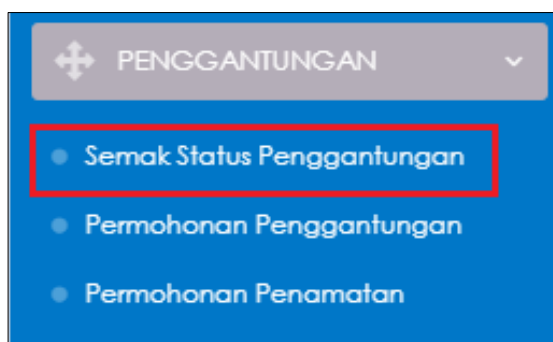 PENGGANTUNGAN
Semak Status Penggantungan
Permohonan Penggantungan
Permohonan Penamatan